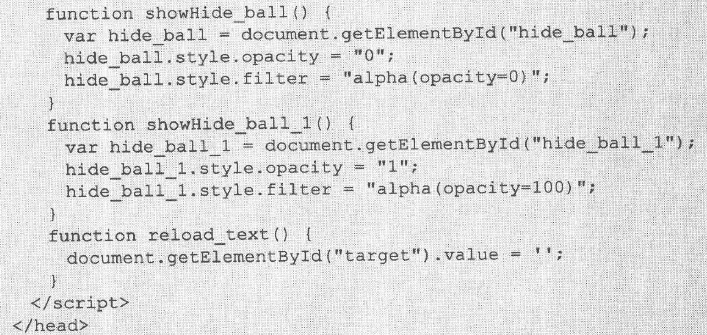 function showHide_ball() {
var hide_ball = document.getElementById("hide_ball");
hide_ball.style.opacity = "0";
hide_ball.style.filter = "alpha(opacity=0)";
}
function showHide_ball_1() {
var hide_ball_1 = document.getElementById("hide_ball_1");
hide_ball_1.style.opacity = "1";
hide_ball_1.style.filter = "alpha(opacity=100)";
}
function reload_text() {
document.getElementById("target").value = '';
}
</script>
</head>